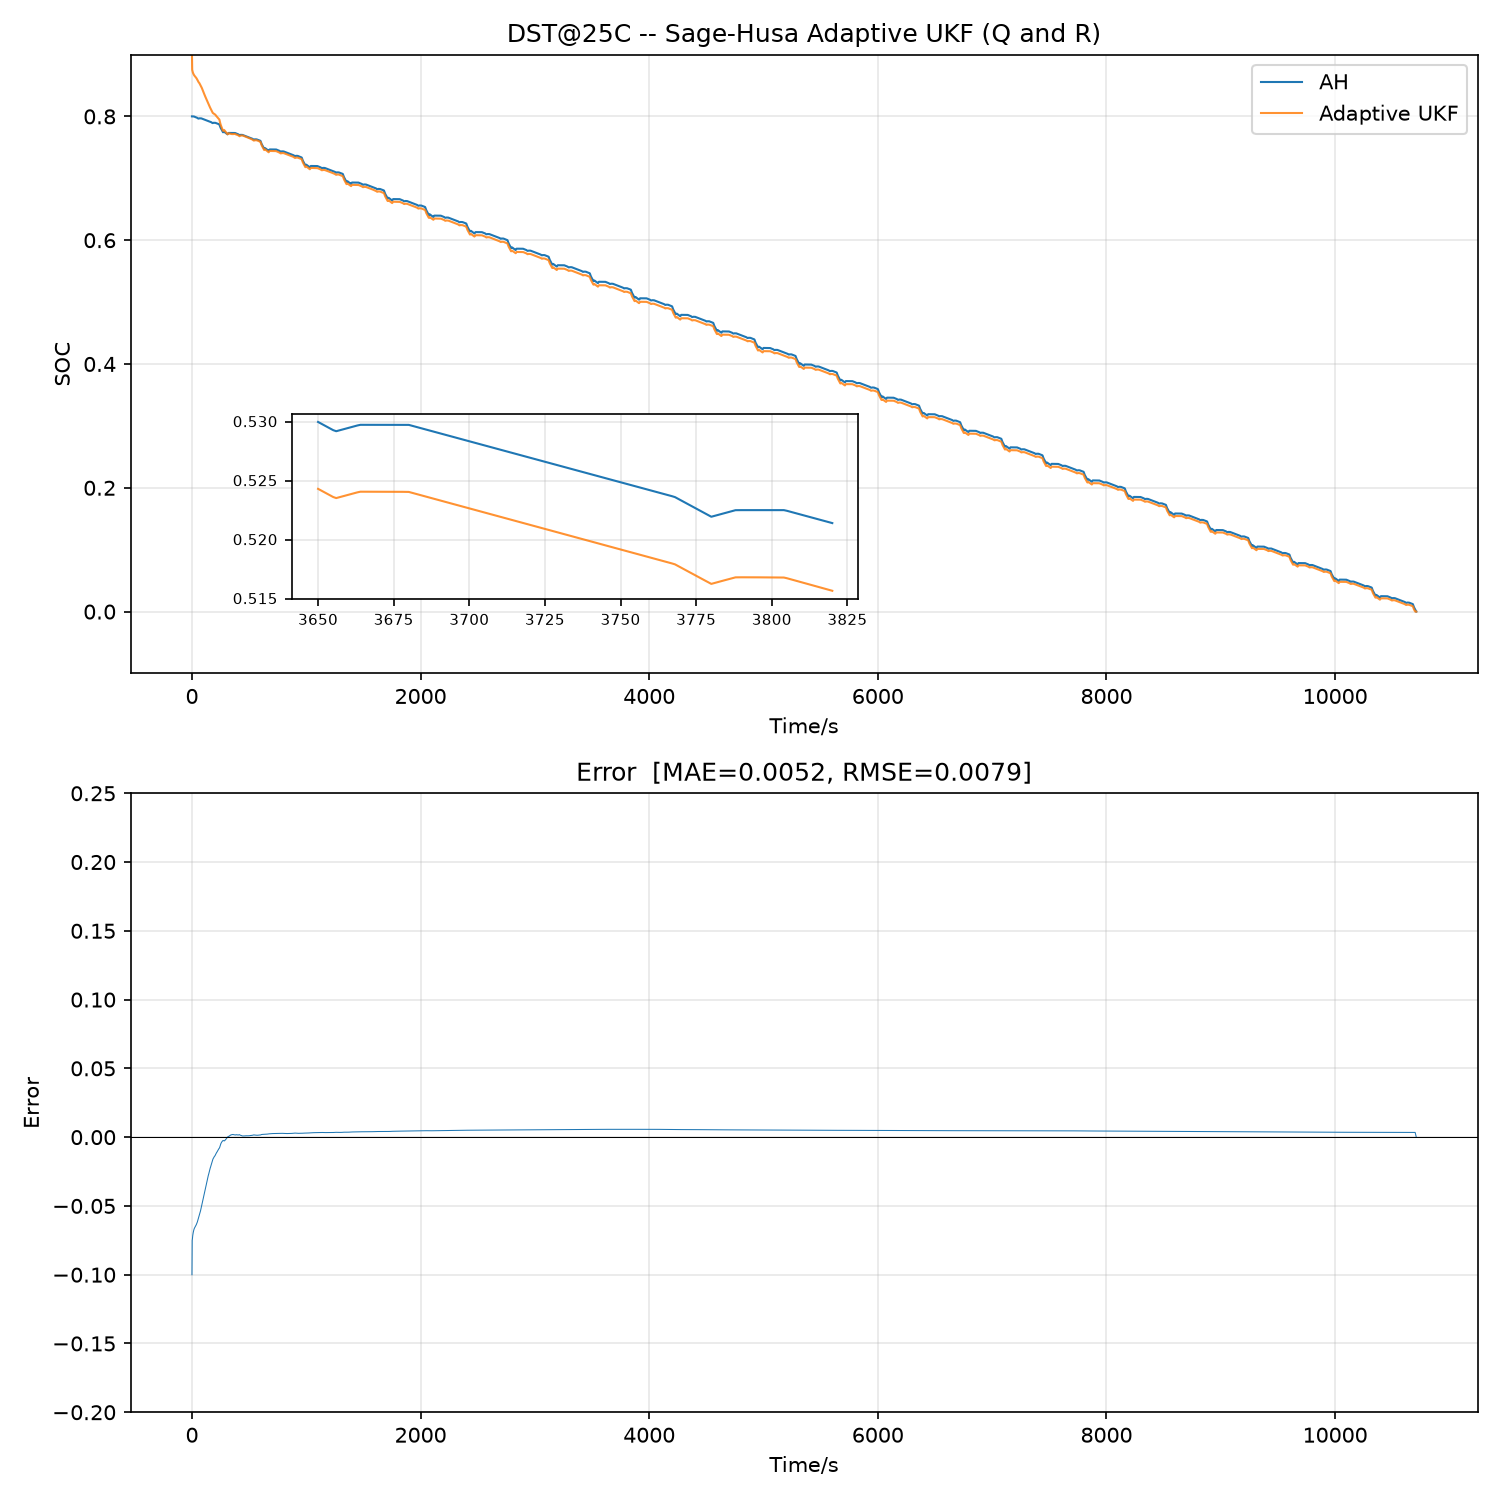 DST@25C -- Sage-Husa Adaptive UKF (Q and R)
AH
Adaptive UKF
SOC
0.8
0.6
0.4
0.2
0.0
0.530
0.525
0.520
0.515
3650 3675 3700 3725 3750 3775 3800 3825
0 2000 4000 6000 8000 10000
Time/s
Error [MAE=0.0052, RMSE=0.0079]
Error
0.25
0.20
0.15
0.10
0.05
0.00
−0.05
−0.10
−0.15
−0.20
0 2000 4000 6000 8000 10000
Time/s